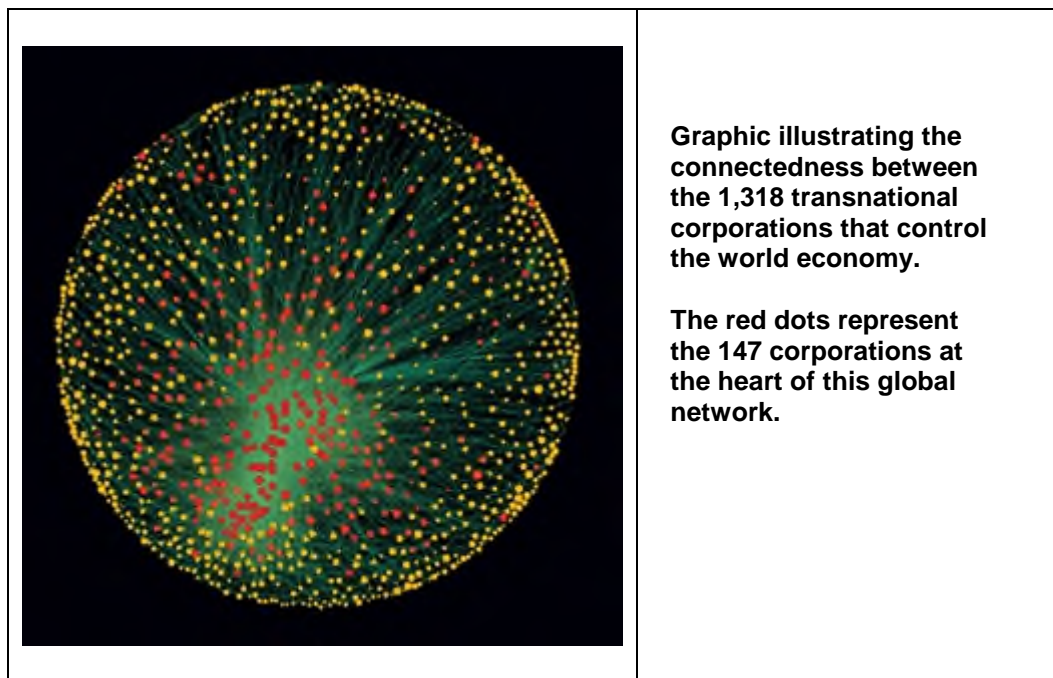 Graphic illustrating the
connectedness between
the 1,318 transnational
corporations that control
the world economy.
The red dots represent
the 147 corporations at
the heart of this global
network.